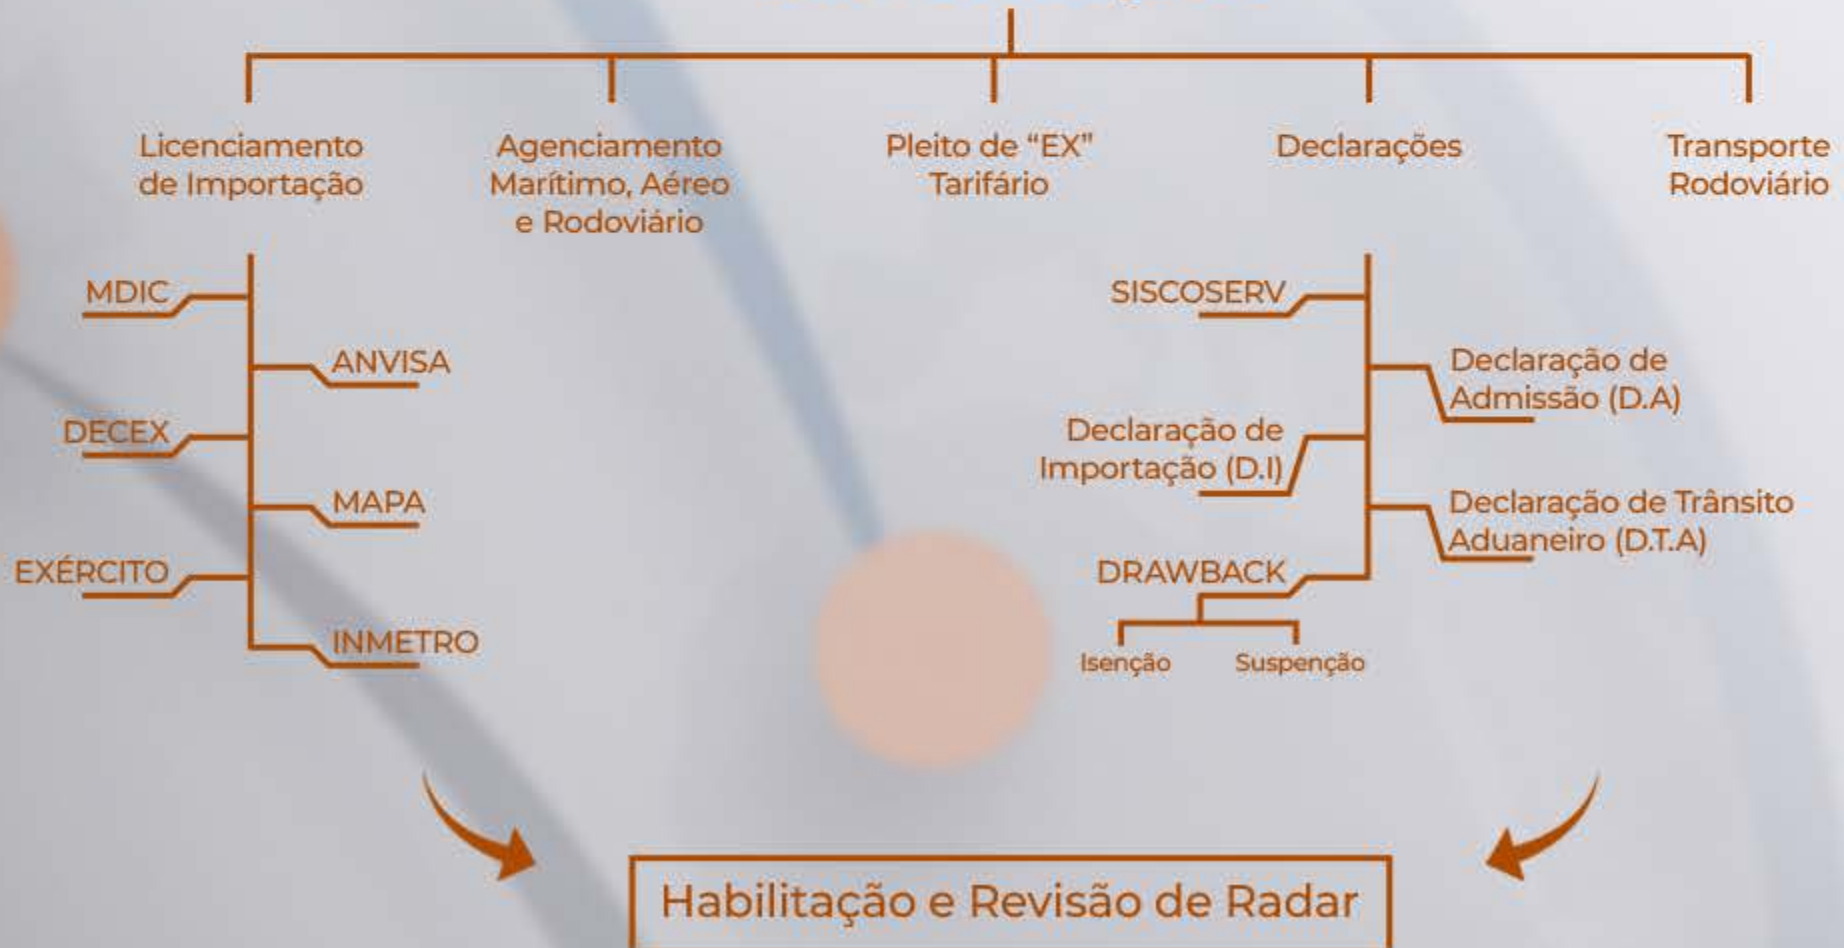 Licenciamento
de Importação
Agenciamento
Marítimo, Aéreo
e Rodoviário
Pleito de “EX”
Tarifário
Declarações
Transporte
Rodoviário
MDIC
ANVISA
DECEX
MAPA
EXÉRCITO
INMETRO
SISCOSERV
Declaração de
Admissão (D.A)
Declaração de
Importação (D.I)
Declaração de Trânsito
Aduaneiro (D.T.A)
DRAWBACK
Isenção
Suspenção
Habilitação e Revisão de Radar